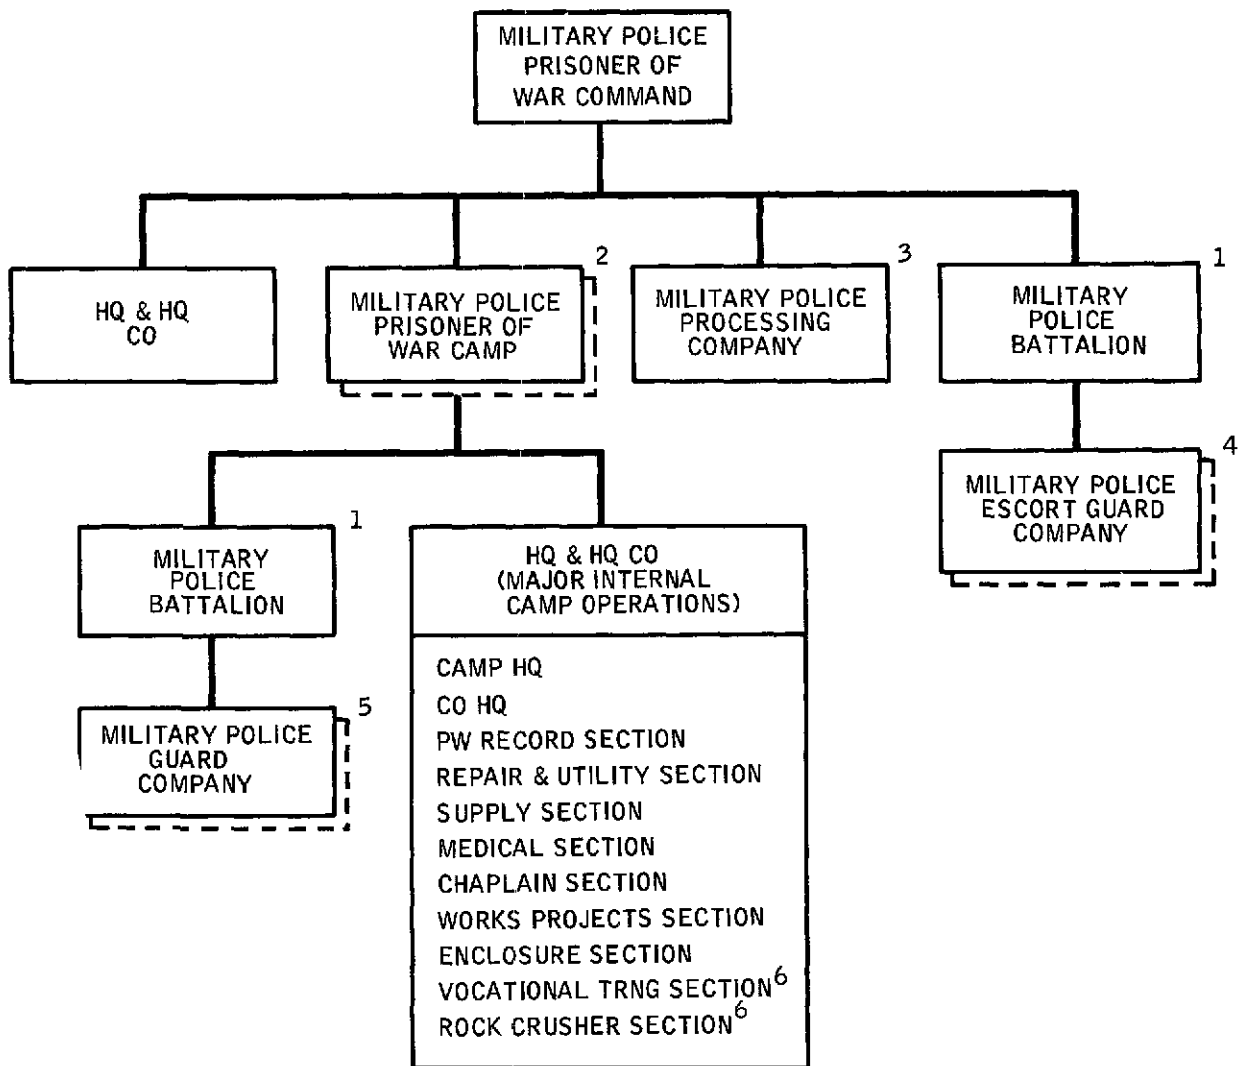 MILITARY POLICE
PRISONER OF
WAR COMMAND
HQ & HQ
CO
2
MILITARY POLICE
PRISONER OF
WAR CAMP
3
MILITARY POLICE
PROCESSING
COMPANY
1
MILITARY
POLICE
BATTALION
4
MILITARY POLICE
ESCORT GUARD
COMPANY
1
MILITARY
POLICE
BATTALION
5
MILITARY POLICE
GUARD
COMPANY
HQ & HQ CO
(MAJOR INTERNAL
CAMP OPERATIONS)
CAMP HQ
CO HQ
PW RECORD SECTION
REPAIR & UTILITY SECTION
SUPPLY SECTION
MEDICAL SECTION
CHAPLAIN SECTION
WORKS PROJECTS SECTION
ENCLOSURE SECTION
VOCATIONAL TRNG SECTION6
ROCK CRUSHER SECTION6